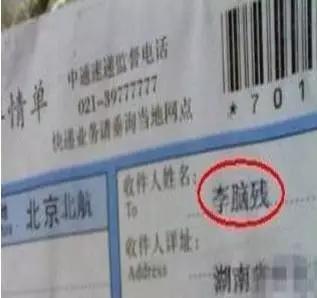 情单
中通速递监督电话
021-39777777
快递业务请垂询当地网点
*701
北京北航
收件人姓名:
To
李脑残
收件人详址:
Address
湖南